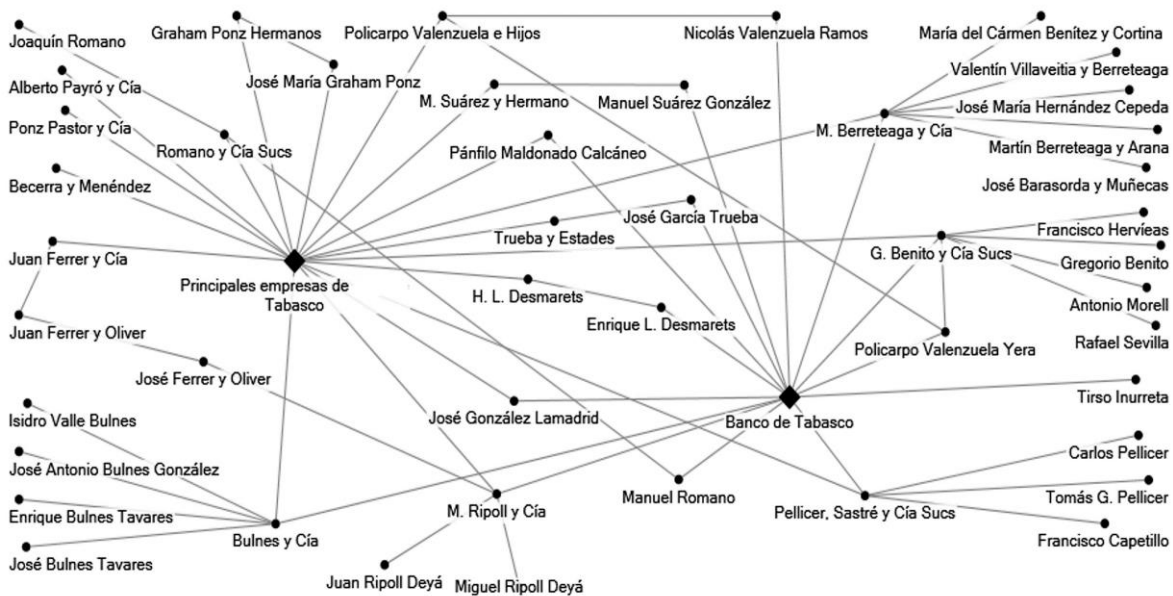 Joaquín Romano
Graham Ponz Hermanos
Policarpo Valenzuela e Hijos
Nicolás Valenzuela Ramos
María del Cármen Benítez y Cortina
Alberto Payró y Cía
José María Graham Ponz
Valentín Villaveitia y Berreteaga
M. Suárez y Hermano
Manuel Suárez González
José María Hernández Cepeda
Ponz Pastor y Cía
Romano y Cía Sucs
Pánfilo Maldonado Calcáneo
M. Berreteaga y Cía
Martín Berreteaga y Arana
Becerra y Menéndez
José Barasorda y Muñecas
José García Trueba
Trueba y Estades
Francisco Hervíeas
Juan Ferrer y Cía
G. Benito y Cía Sucs
Gregorio Benito
Principales empresas de
Tabasco
H. L. Desmarets
Antonio Morell
Enrique L. Desmarets
Juan Ferrer y Oliver
Policarpo Valenzuela Yera
Rafael Sevilla
José Ferrer y Oliver
Tirso Inurreta
Isidro Valle Bulnes
José González Lamadrid
Banco de Tabasco
Carlos Pellicer
José Antonio Bulnes González
Manuel Romano
Tomás G. Pellicer
Enrique Bulnes Tavares
M. Ripoll y Cía
Pellicer, Sastré y Cía Sucs
Bulnes y Cía
Francisco Capetillo
José Bulnes Tavares
Juan Ripoll Deyá
Miguel Ripoll Deyá